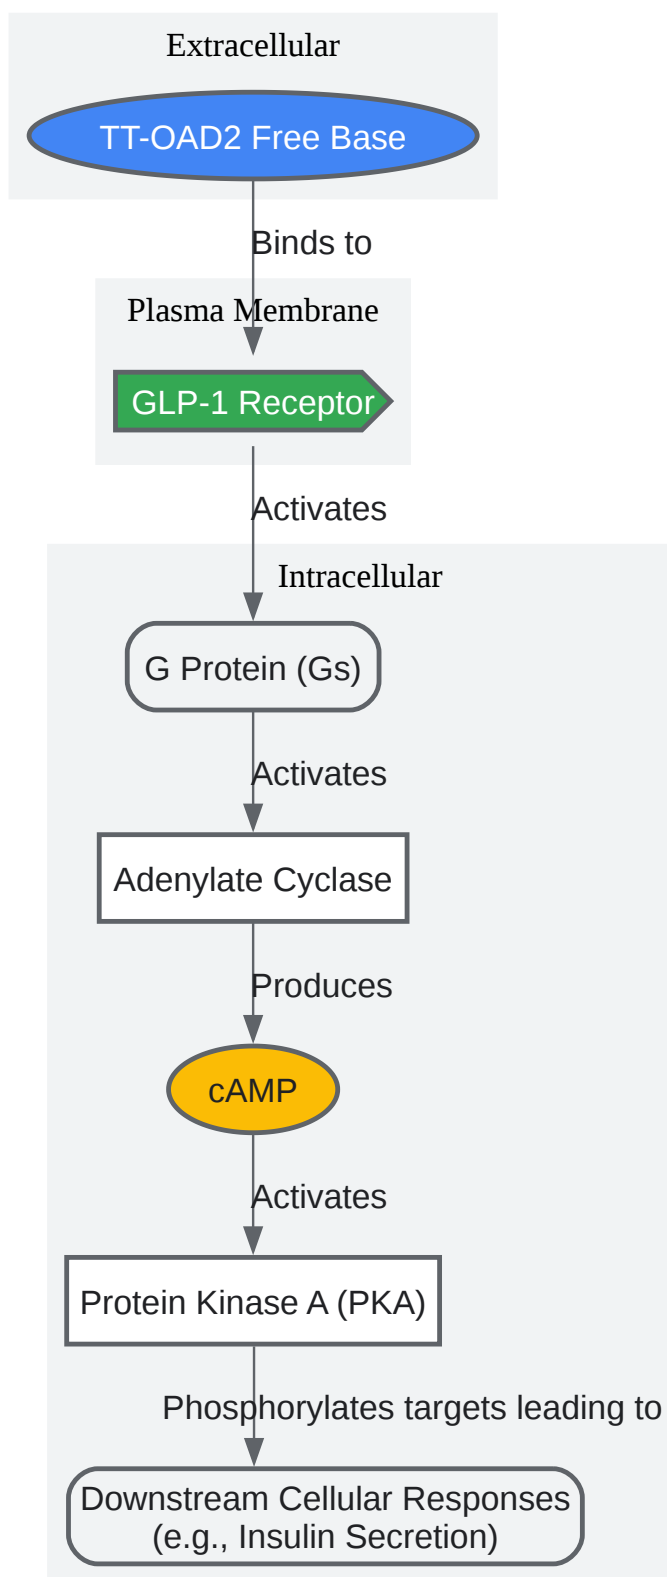 Extracellular
TT-OAD2 Free Base
Binds to
Plasma Membrane
GLP-1 Receptor
Activates
Intracellular
G Protein (Gs)
Activates
Adenylate Cyclase
Produces
cAMP
Activates
Protein Kinase A (PKA)
Phosphorylates targets leading to
Downstream Cellular Responses
(e.g., Insulin Secretion)